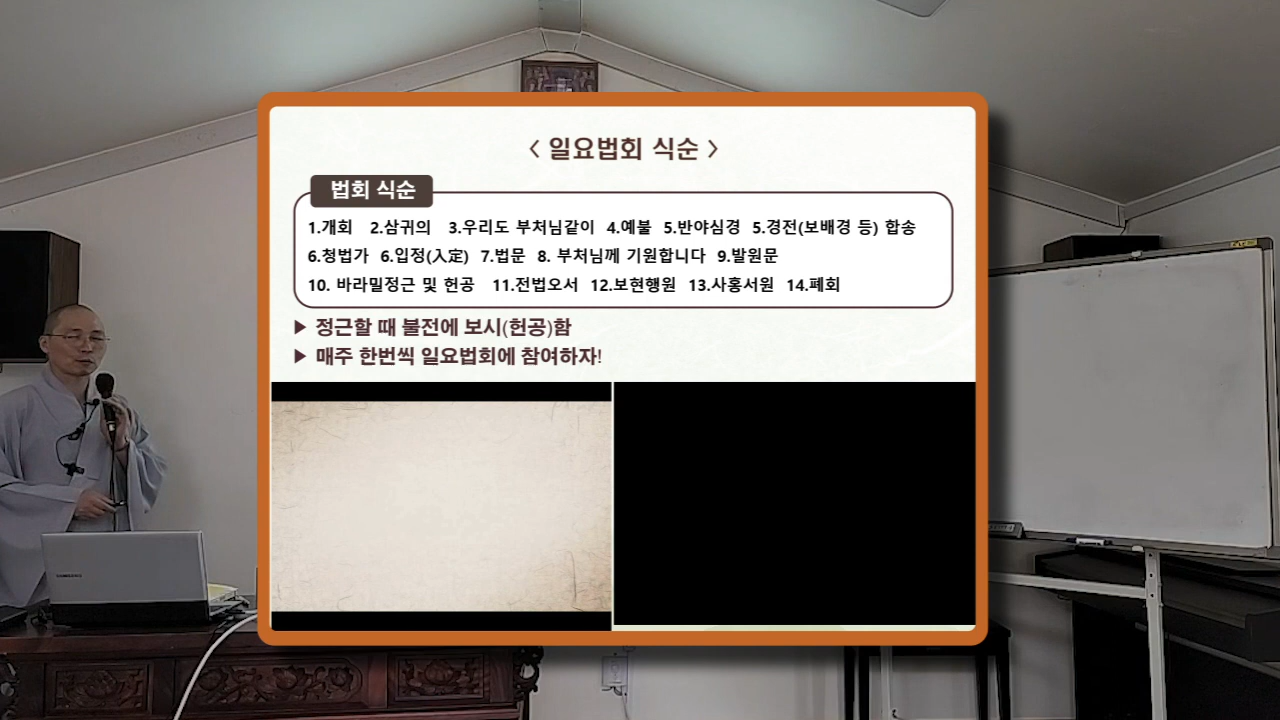 < 일요법회 식순 >
법회 식순
1.개회 2.삼귀의 3.우리도 부처님같이 4.예불 5.반야심경 5.경전(보배경 등) 합송
6.청법가 6.입정(入定) 7.법문 8. 부처님께 기원합니다 9.발원문
10. 바라밀정근 및 헌공 11.전법오서 12.보현행원 13.사홍서원 14.폐회
▶ 정근할 때 불전에 보시(헌공)함
▶ 매주 한번씩 일요법회에 참여하자!
SAMSUNG